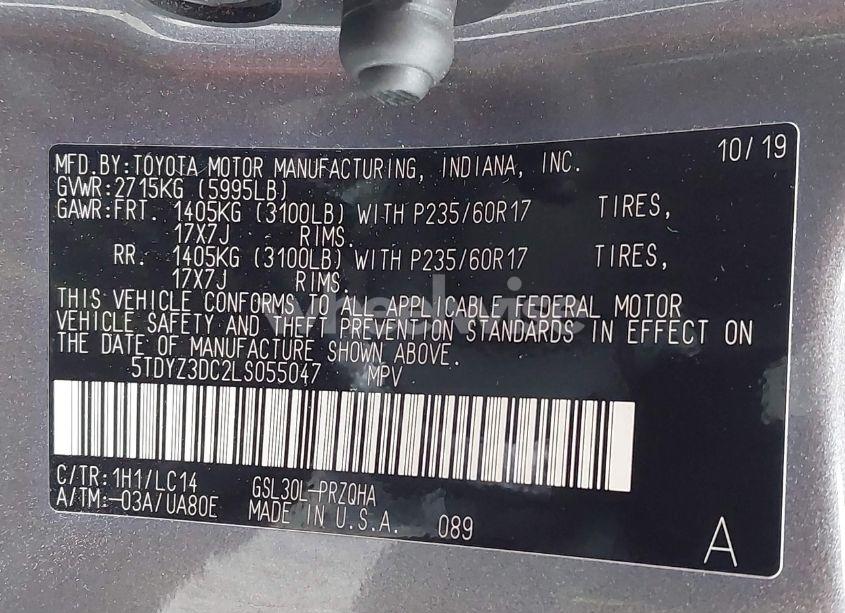 10/19
MFD.BY:TOYOTA MOTOR MANUFACTURING, INDIANA, INC.
GVWR:2715KG (5995LB)
GAWR:FRT. 1405KG (3100LB) WITH P235/60R17 TIRES,
17X7J RIMS.
RR. 1405KG (3100LB) WITH P235/60R17 TIRES,
17X7J RIMS.
THIS VEHICLE CONFORMS TO ALL APPLICABLE FEDERAL MOTOR
VEHICLE SAFETY AND THEFT PREVENTION STANDARDS IN EFFECT ON
THE DATE OF MANUFACTURE SHOWN ABOVE.
5TDYZ3DC2LS055047 MPV
C/TR:1H1/LC14 GSL30L-PRZQHA
A/TM:-03A/UA80E MADE IN U.S.A. 089
A
wheelwise